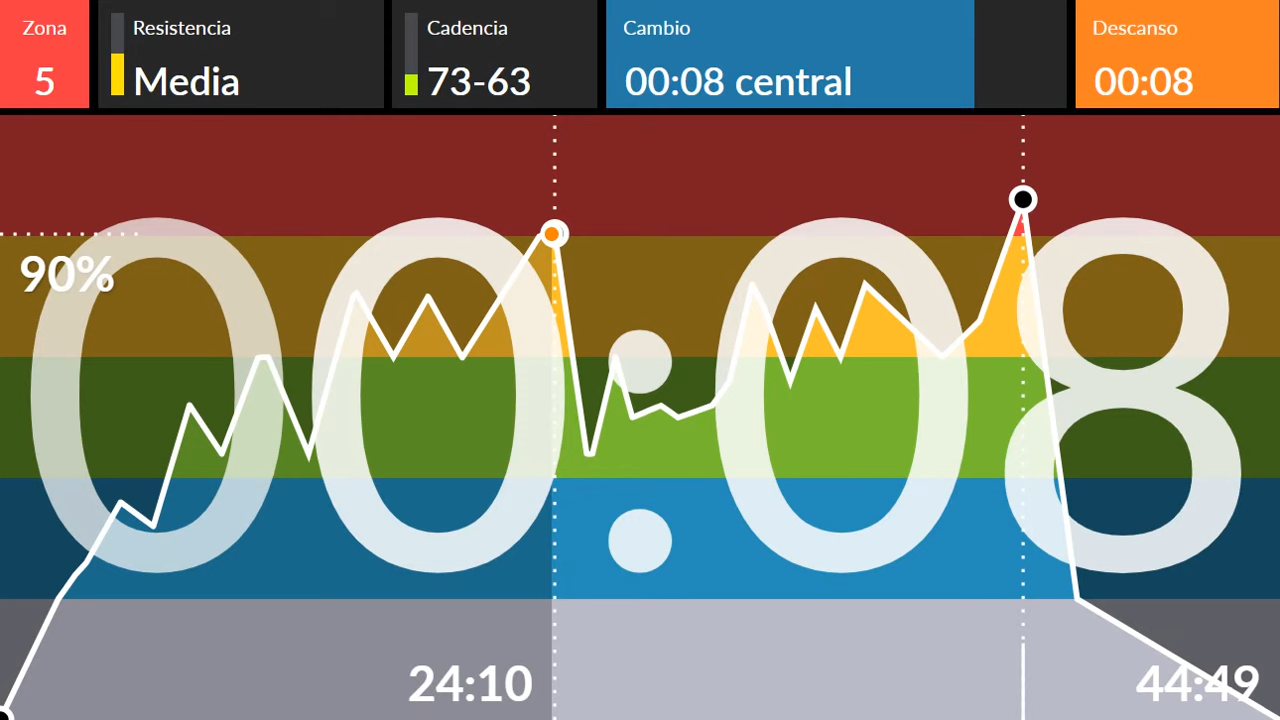 Zona
5
Resistencia
Media
Cadencia
73-63
Cambio
00:08 central
Descanso
00:08
90%
00:08
24:10
44:49